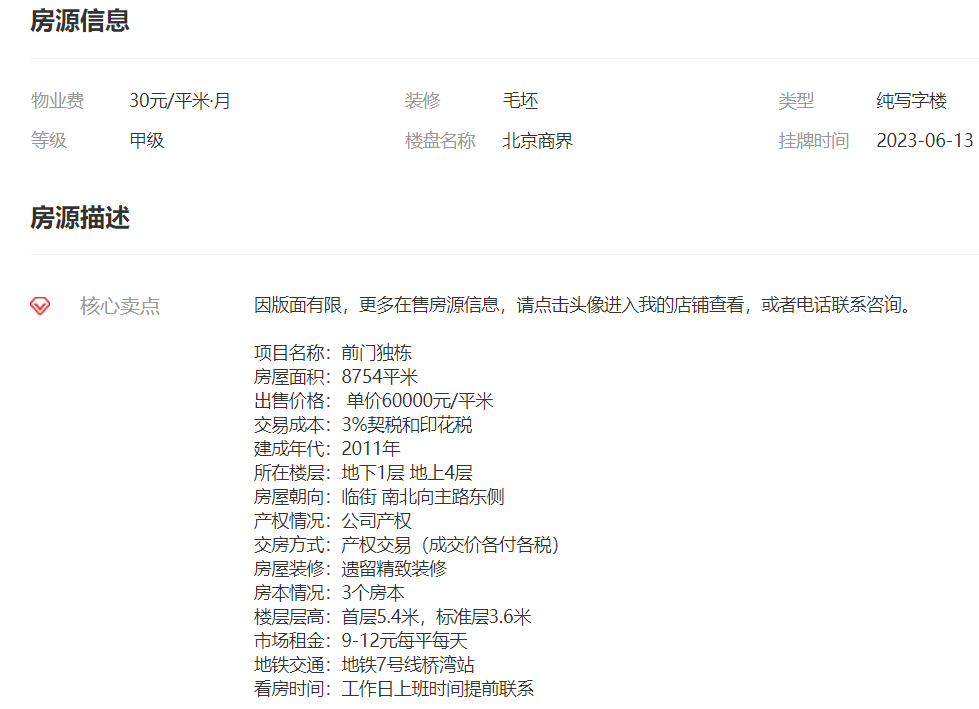 房源信息
物业费 30元/平米·月 装修 毛坯 类型 纯写字楼
等级 甲级 楼盘名称 北京商界 挂牌时间 2023-06-13
房源描述
核心卖点 因版面有限，更多在售房源信息，请点击头像进入我的店铺查看，或者电话联系咨询。
项目名称：前门独栋
房屋面积：8754平米
出售价格： 单价60000元/平米
交易成本：3%契税和印花税
建成年代：2011年
所在楼层：地下1层 地上4层
房屋朝向：临街 南北向主路东侧
产权情况：公司产权
交房方式：产权交易（成交价各付各税）
房屋装修：遗留精致装修
房本情况：3个房本
楼层层高：首层5.4米，标准层3.6米
市场租金：9-12元每平每天
地铁交通：地铁7号线桥湾站
看房时间：工作日上班时间提前联系